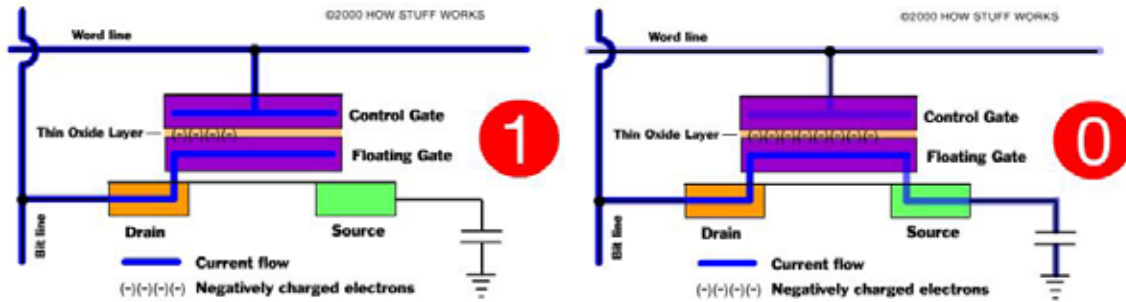 ©2000 HOW STUFF WORKS
Word line
Control Gate
Thin Oxide Layer
(-)(-)(-)(-)
Floating Gate
1
Drain
Source
Bit line
Current flow
(-)(-)(-)(-) Negatively charged electrons
©2000 HOW STUFF WORKS
Word line
Control Gate
Thin Oxide Layer
(-)(-)(-)(-)(-)(-)(-)(-)
Floating Gate
0
Drain
Source
Bit line
Current flow
(-)(-)(-)(-) Negatively charged electrons